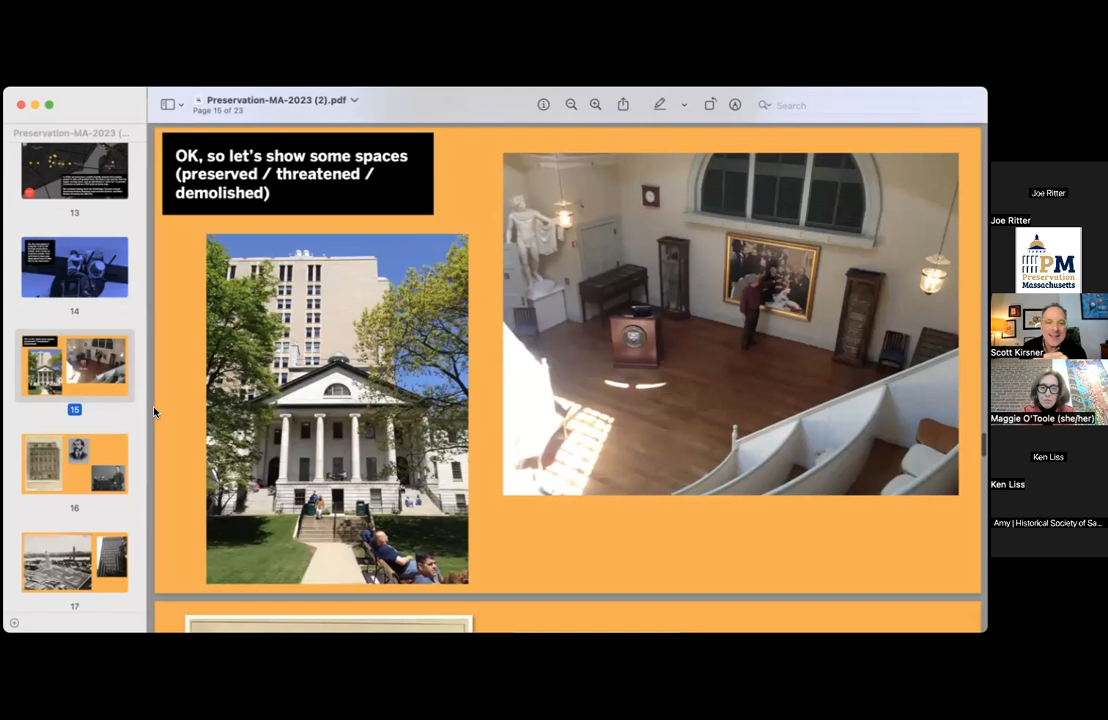 Preservation-MA-2023 (2).pdf
Page 15 of 23
Search
Preservation-MA-2023 (...
13
14
15
16
17
OK, so let's show some spaces
(preserved / threatened /
demolished)
Joe Ritter
Joe Ritter
PM
Preservation
Massachusetts
Scott Kirsner
Maggie O'Toole (she/her)
Ken Liss
Ken Liss
Amy | Historical Society of Sa...